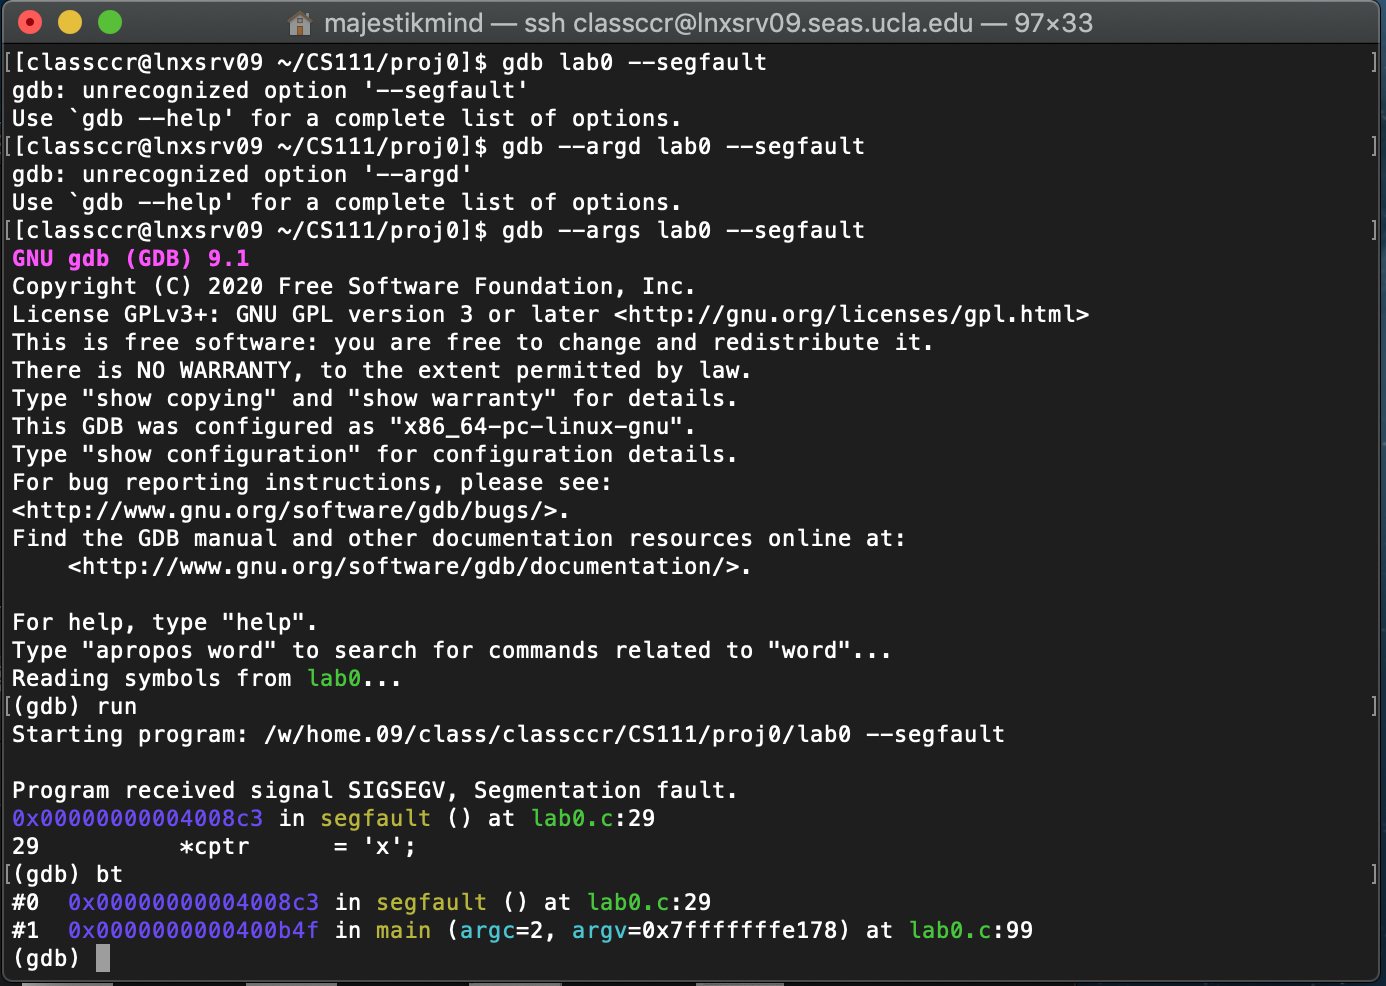 majestikmind — ssh classccr@lnxsrv09.seas.ucla.edu — 97×33
[[classccr@lnxsrv09 ~/CS111/proj0]$ gdb lab0 --segfault ]
gdb: unrecognized option '--segfault'
Use `gdb --help' for a complete list of options.
[[classccr@lnxsrv09 ~/CS111/proj0]$ gdb --argd lab0 --segfault ]
gdb: unrecognized option '--argd'
Use `gdb --help' for a complete list of options.
[[classccr@lnxsrv09 ~/CS111/proj0]$ gdb --args lab0 --segfault ]
GNU gdb (GDB) 9.1
Copyright (C) 2020 Free Software Foundation, Inc.
License GPLv3+: GNU GPL version 3 or later <http://gnu.org/licenses/gpl.html>
This is free software: you are free to change and redistribute it.
There is NO WARRANTY, to the extent permitted by law.
Type "show copying" and "show warranty" for details.
This GDB was configured as "x86_64-pc-linux-gnu".
Type "show configuration" for configuration details.
For bug reporting instructions, please see:
<http://www.gnu.org/software/gdb/bugs/>.
Find the GDB manual and other documentation resources online at:
    <http://www.gnu.org/software/gdb/documentation/>.

For help, type "help".
Type "apropos word" to search for commands related to "word"...
Reading symbols from lab0...
[(gdb) run ]
Starting program: /w/home.09/class/classccr/CS111/proj0/lab0 --segfault

Program received signal SIGSEGV, Segmentation fault.
0x00000000004008c3 in segfault () at lab0.c:29
29          *cptr      = 'x';
[(gdb) bt ]
#0  0x00000000004008c3 in segfault () at lab0.c:29
#1  0x0000000000400b4f in main (argc=2, argv=0x7fffffffe178) at lab0.c:99
(gdb)